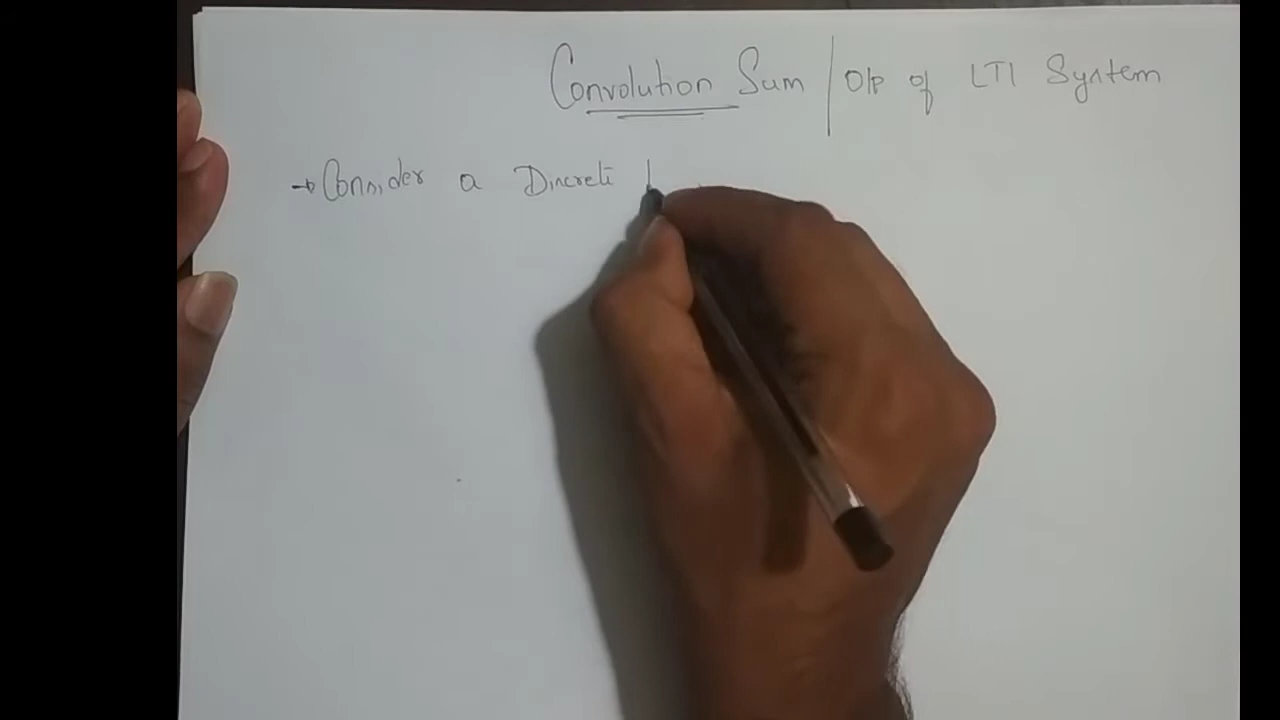 Convolution Sum / O/P of LTI System
→ Consider a Discrete